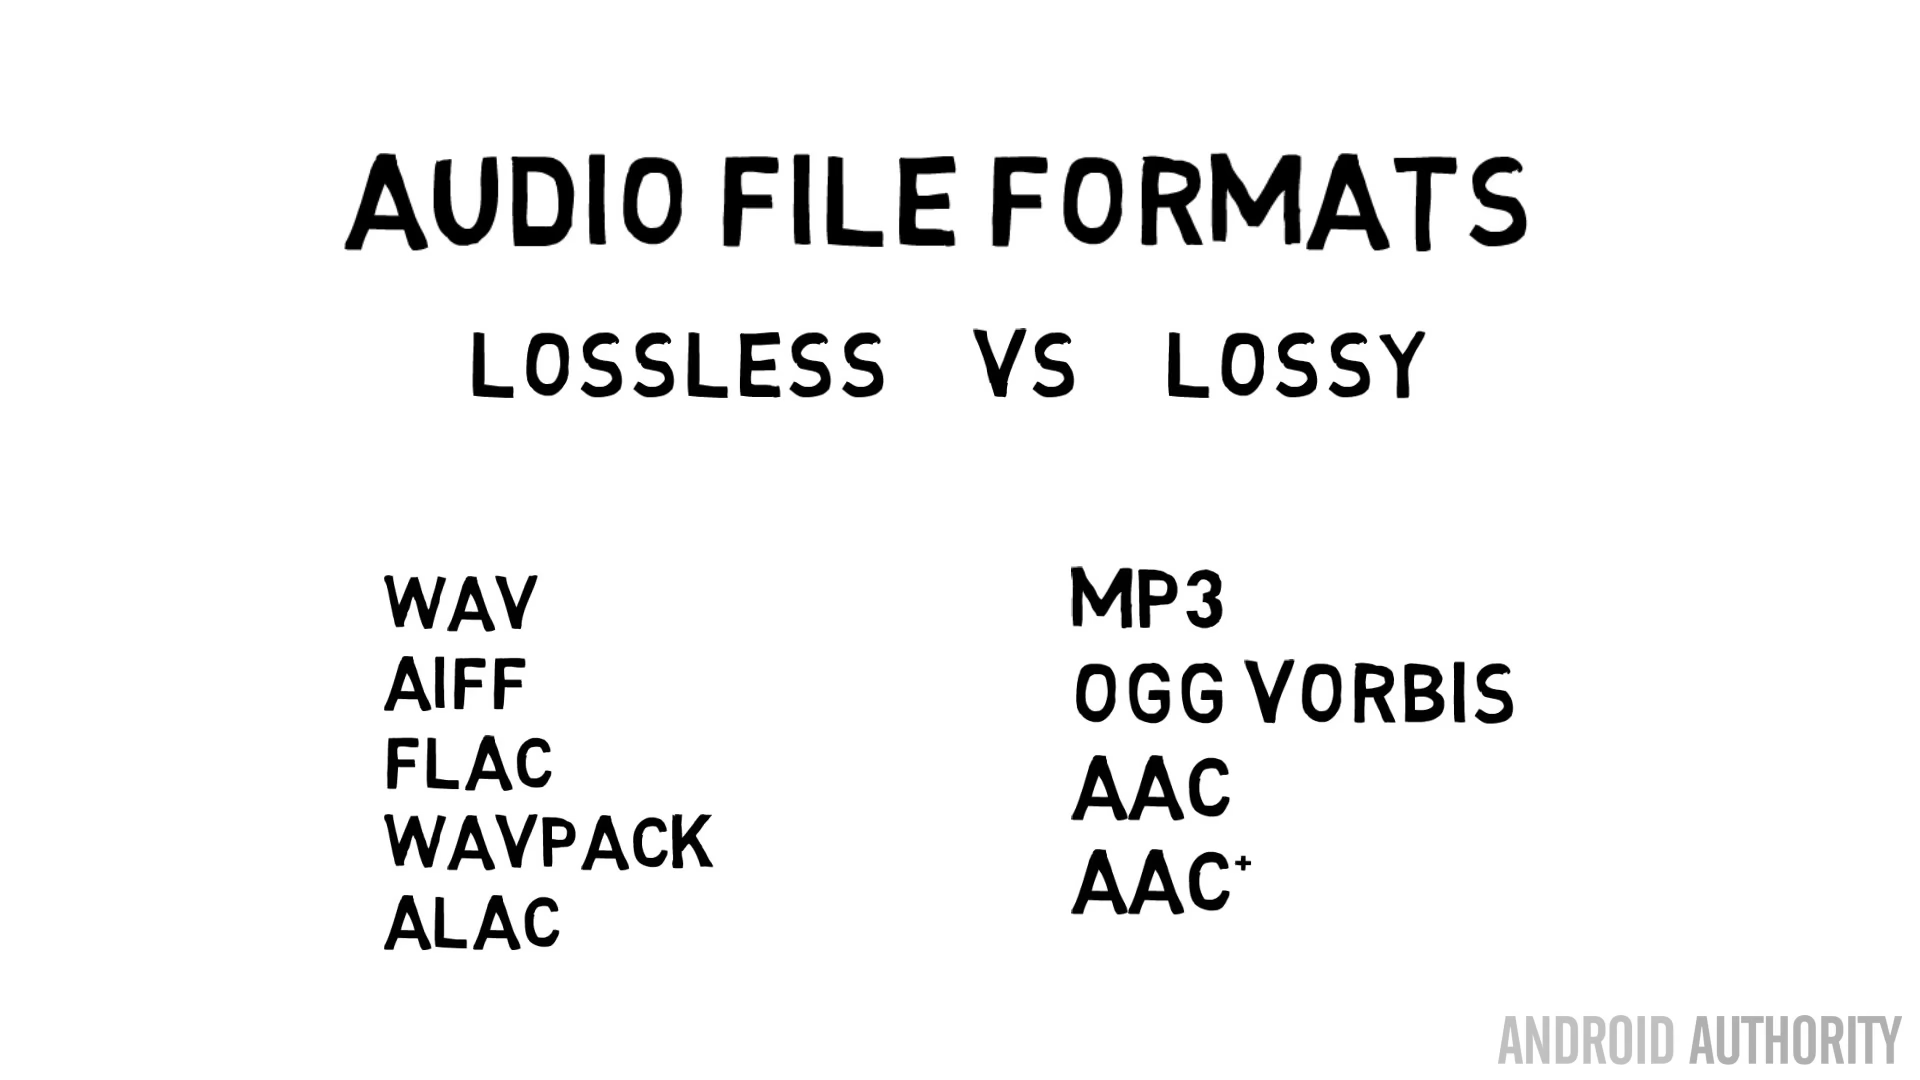 AUDIO FILE FORMATS
LOSSLESS VS LOSSY
WAV
AIFF
FLAC
WAVPACK
ALAC
MP3
OGG VORBIS
AAC
AAC+
ANDROID AUTHORITY